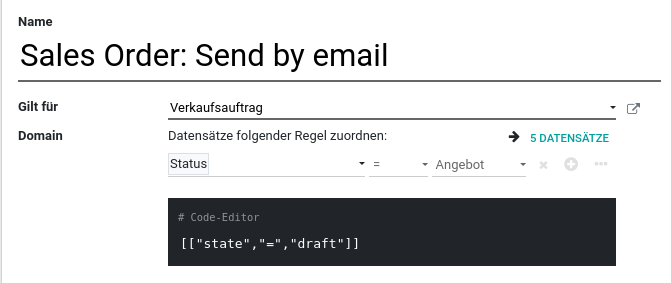 Name
Sales Order: Send by email
Gilt für Verkaufsauftrag
Domain Datensätze folgender Regel zuordnen: 5 DATENSÄTZE
Status = Angebot
# Code-Editor
[["state","=","draft"]]